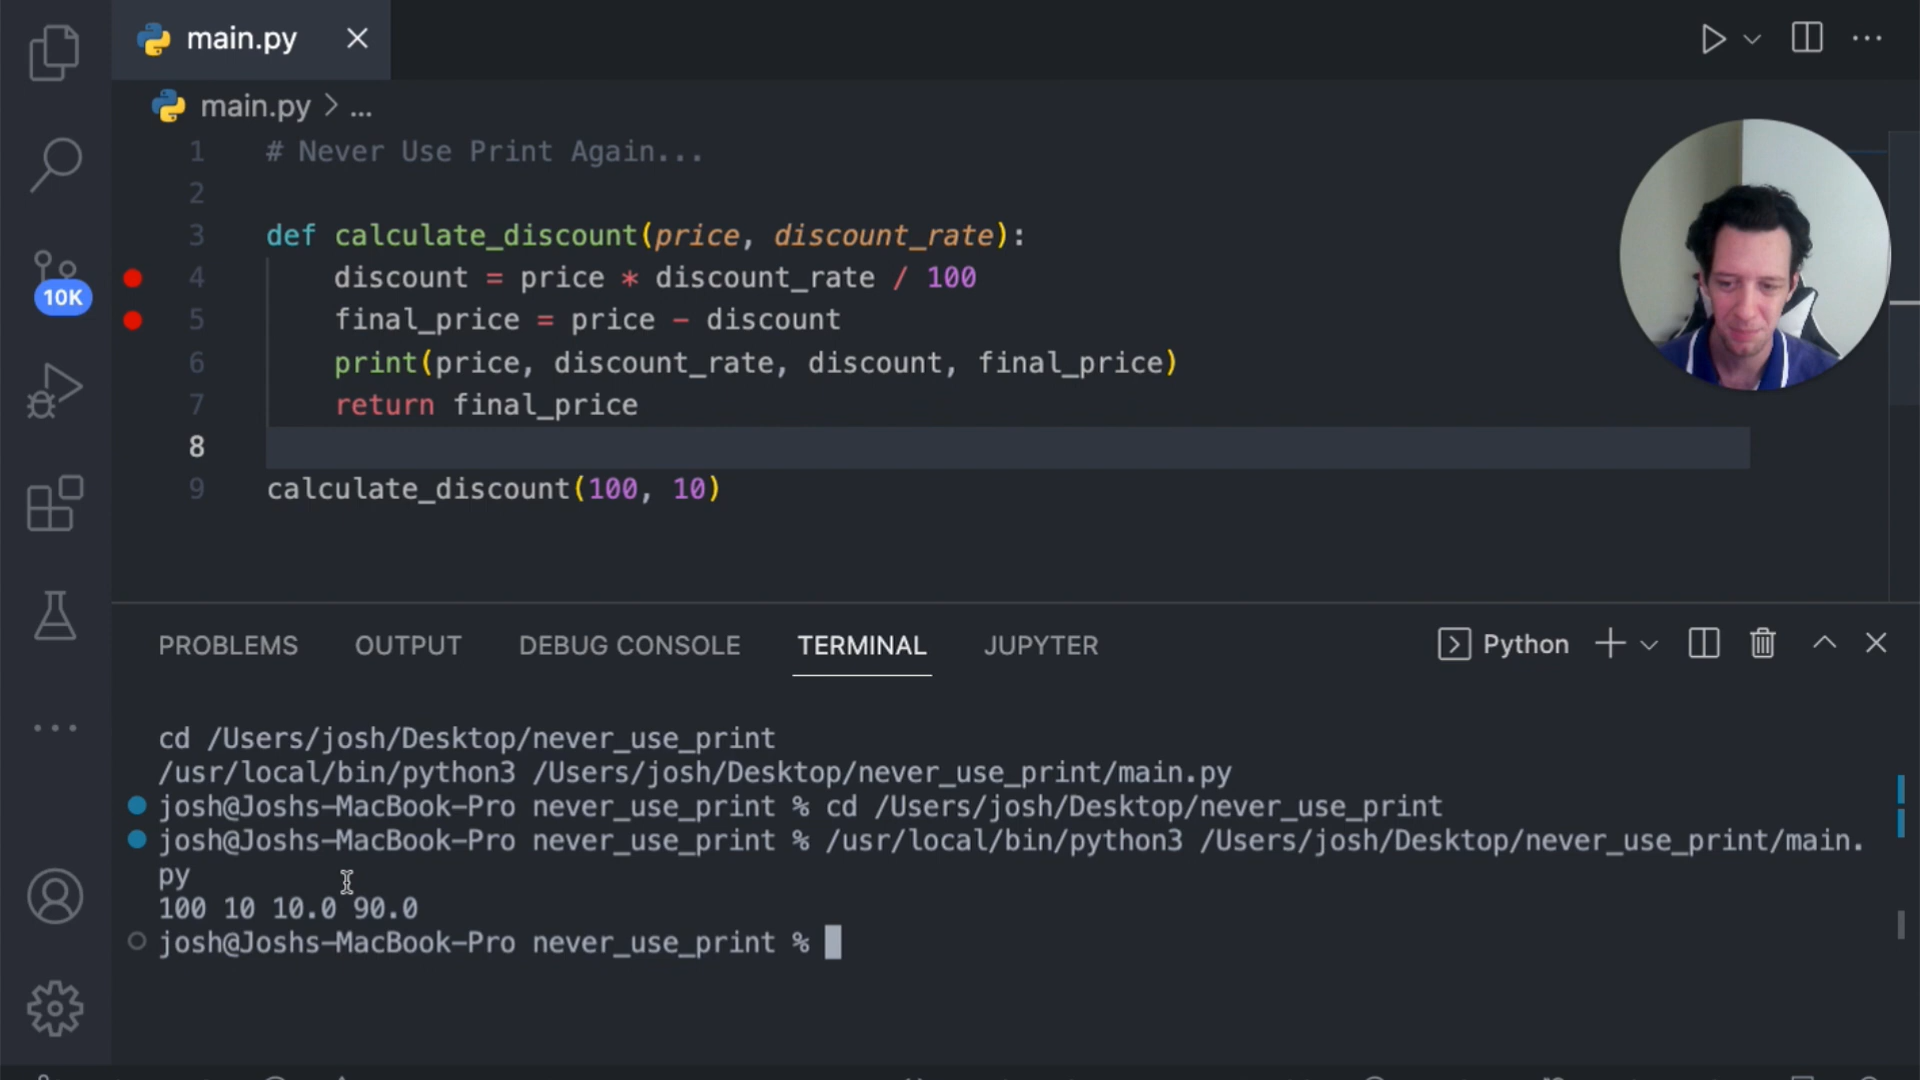 main.py
main.py > ...
1 # Never Use Print Again...
2
3 def calculate_discount(price, discount_rate):
4 discount = price * discount_rate / 100
5 final_price = price - discount
6 print(price, discount_rate, discount, final_price)
7 return final_price
8
9 calculate_discount(100, 10)
10K
PROBLEMS OUTPUT DEBUG CONSOLE TERMINAL JUPYTER Python
cd /Users/josh/Desktop/never_use_print
/usr/local/bin/python3 /Users/josh/Desktop/never_use_print/main.py
josh@Joshs-MacBook-Pro never_use_print % cd /Users/josh/Desktop/never_use_print
josh@Joshs-MacBook-Pro never_use_print % /usr/local/bin/python3 /Users/josh/Desktop/never_use_print/main.
py
100 10 10.0 90.0
josh@Joshs-MacBook-Pro never_use_print %